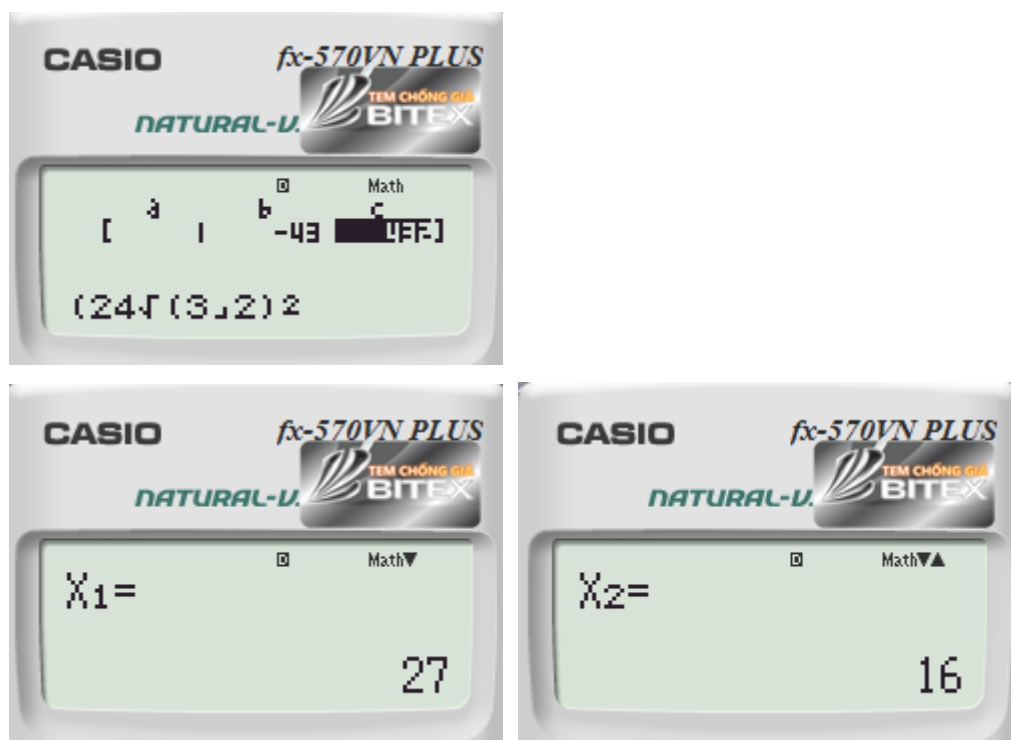 CASIO fx-570VN PLUS
TEM CHỐNG GIẢ
NATURAL-V. BITEX
D Math
a b c
[ 1 -43 ]
(24√(3⌟2)2
CASIO fx-570VN PLUS
TEM CHỐNG GIẢ
NATURAL-V. BITEX
D Math▼
X1=
27
CASIO fx-570VN PLUS
TEM CHỐNG GIẢ
NATURAL-V. BITEX
D Math▼▲
X2=
16